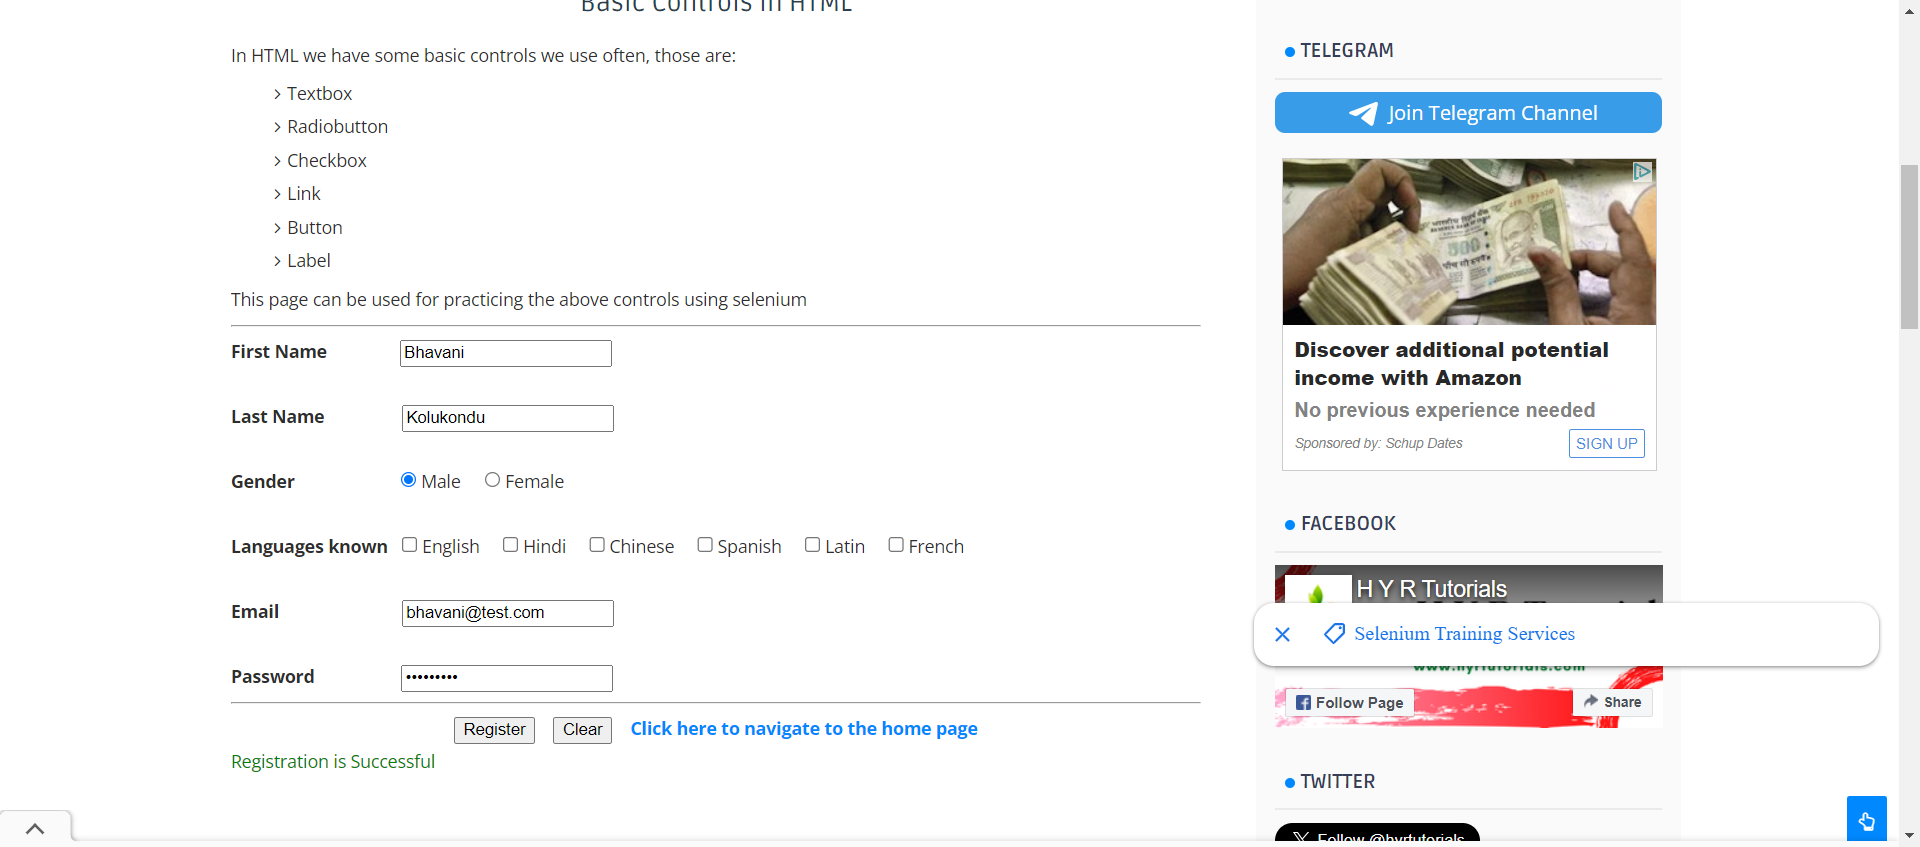 Basic Controls in HTML
In HTML we have some basic controls we use often, those are:
Textbox
Radiobutton
Checkbox
Link
Button
Label
This page can be used for practicing the above controls using selenium
First Name Bhavani
Last Name Kolukondu
Gender Male Female
Languages known English Hindi Chinese Spanish Latin French
Email bhavani@test.com
Password •••••••••
Register Clear Click here to navigate to the home page
Registration is Successful
TELEGRAM
Join Telegram Channel
500
Discover additional potential
income with Amazon
No previous experience needed
Sponsored by: Schup Dates SIGN UP
FACEBOOK
H Y R Tutorials
Selenium Training Services
www.hyrtutorials.com
Follow Page Share
TWITTER
Follow @hyrtutorials